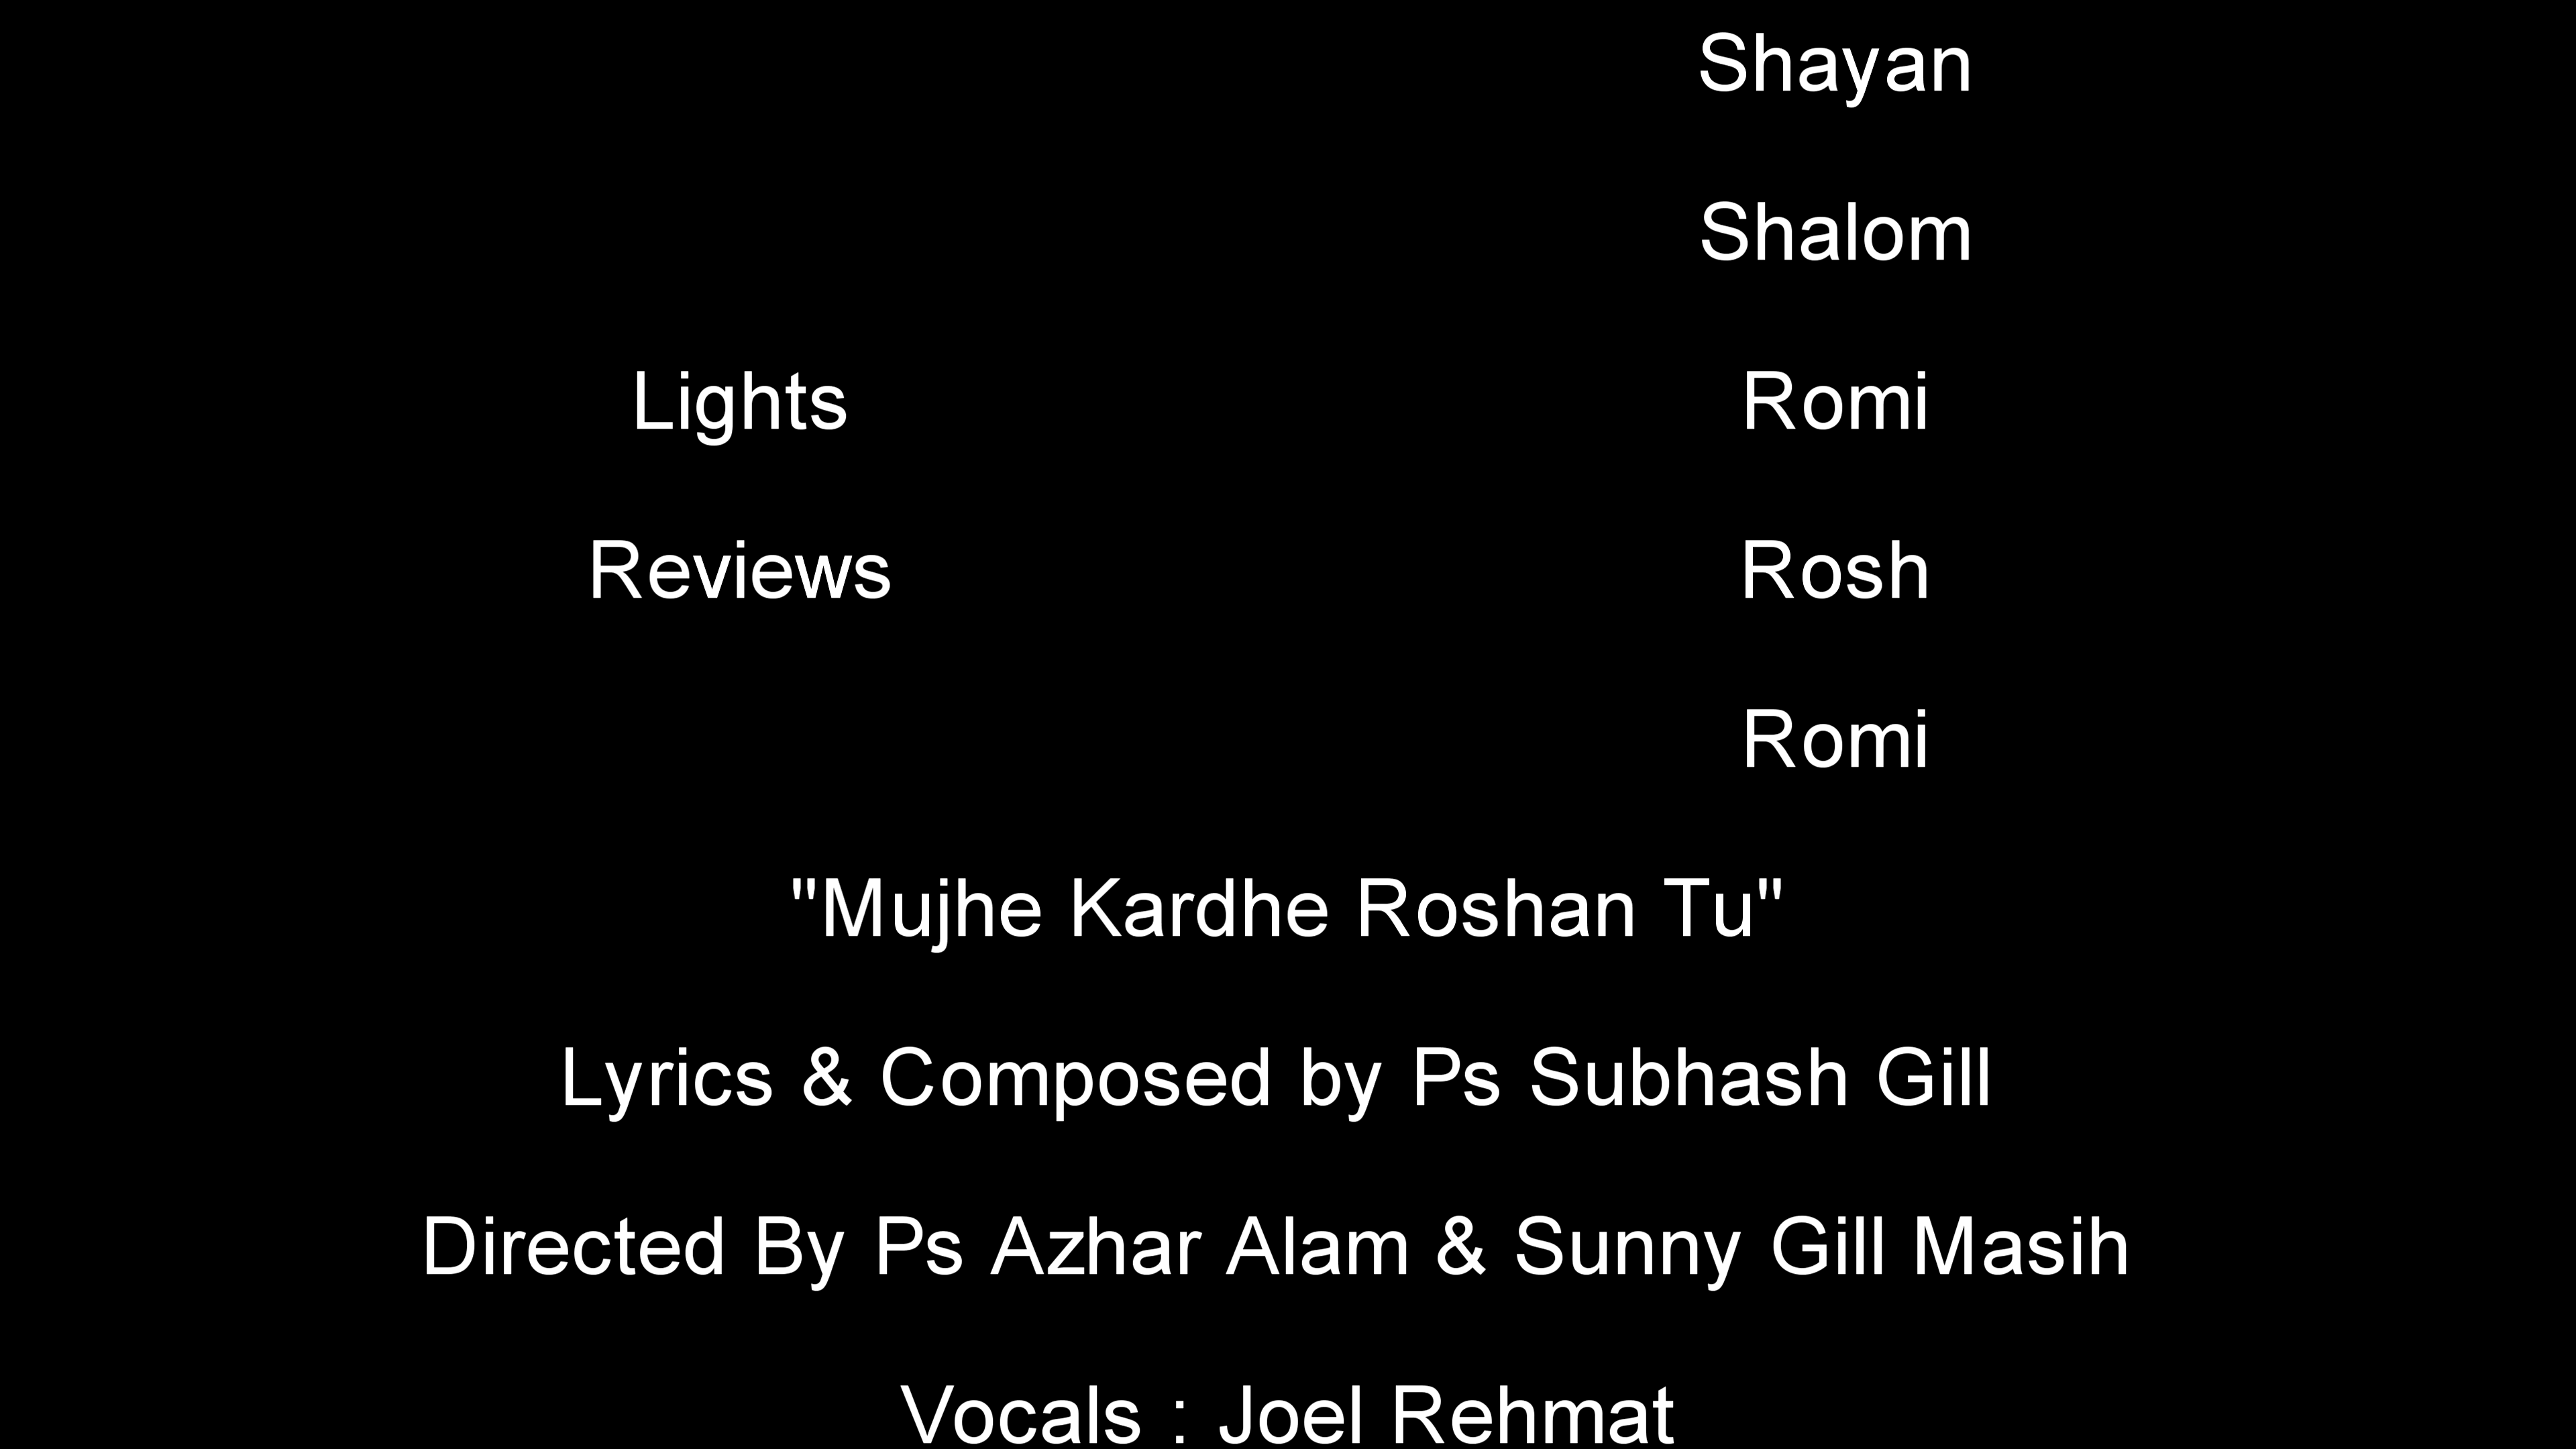 Shayan
Shalom
Lights Romi
Reviews Rosh
Romi
"Mujhe Kardhe Roshan Tu"
Lyrics & Composed by Ps Subhash Gill
Directed By Ps Azhar Alam & Sunny Gill Masih
Vocals : Joel Rehmat